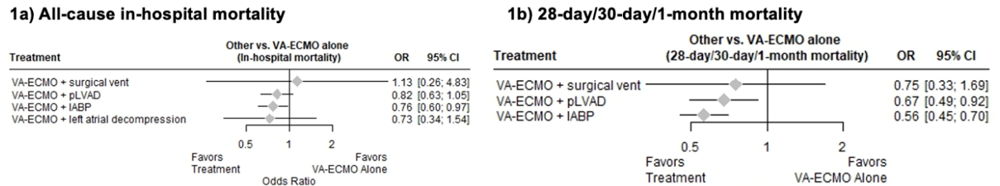 1a) All-cause in-hospital mortality
Other vs. VA-ECMO alone
Treatment (In-hospital mortality) OR 95% CI
VA-ECMO + surgical vent 1.13 [0.26; 4.83]
VA-ECMO + pLVAD 0.82 [0.63; 1.05]
VA-ECMO + IABP 0.76 [0.60; 0.97]
VA-ECMO + left atrial decompression 0.73 [0.34; 1.54]
0.5 1 2
Favors Favors
Treatment VA-ECMO Alone
Odds Ratio
1b) 28-day/30-day/1-month mortality
Other vs. VA-ECMO alone
Treatment (28-day/30-day/1-month mortality) OR 95% CI
VA-ECMO + surgical vent 0.75 [0.33; 1.69]
VA-ECMO + pLVAD 0.67 [0.49; 0.92]
VA-ECMO + IABP 0.56 [0.45; 0.70]
0.5 1 2
Favors Favors
Treatment VA-ECMO Alone